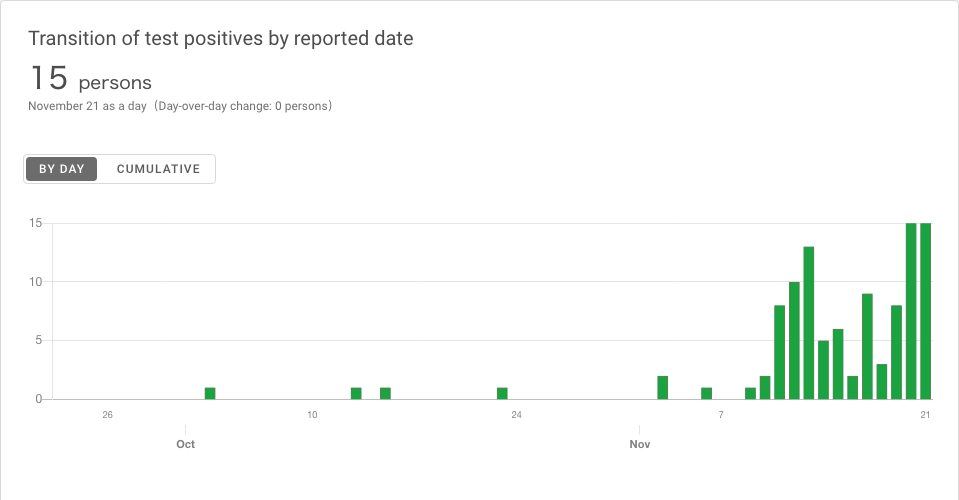 Transition of test positives by reported date
15 persons
November 21 as a day (Day-over-day change: 0 persons)
BY DAY CUMULATIVE
15
10
5
0
26 10 24 7 21
Oct Nov